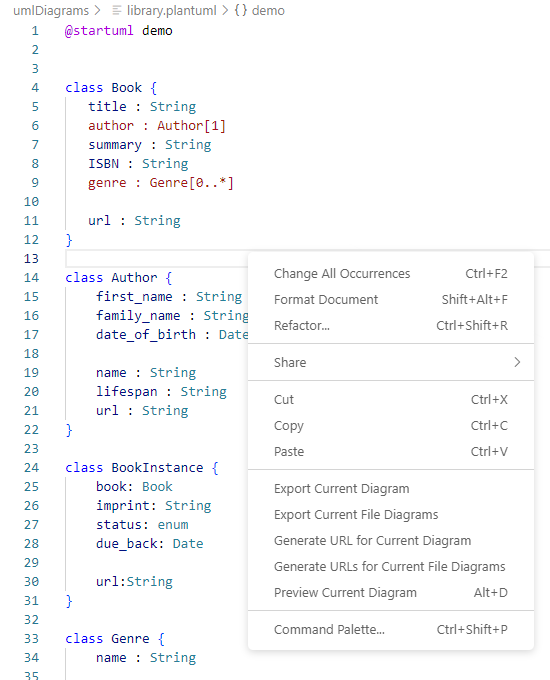 umlDiagrams > library.plantuml > {} demo
1 @startuml demo
2
3
4 class Book {
5 title : String
6 author : Author[1]
7 summary : String
8 ISBN : String
9 genre : Genre[0..*]
10
11 url : String
12 }
13
14 class Author {
15 first_name : String
16 family_name : String
17 date_of_birth : Date
18
19 name : String
20 lifespan : String
21 url : String
22 }
23
24 class BookInstance {
25 book: Book
26 imprint: String
27 status: enum
28 due_back: Date
29
30 url:String
31 }
32
33 class Genre {
34 name : String
35
Change All Occurrences Ctrl+F2
Format Document Shift+Alt+F
Refactor... Ctrl+Shift+R
Share >
Cut Ctrl+X
Copy Ctrl+C
Paste Ctrl+V
Export Current Diagram
Export Current File Diagrams
Generate URL for Current Diagram
Generate URLs for Current File Diagrams
Preview Current Diagram Alt+D
Command Palette... Ctrl+Shift+P